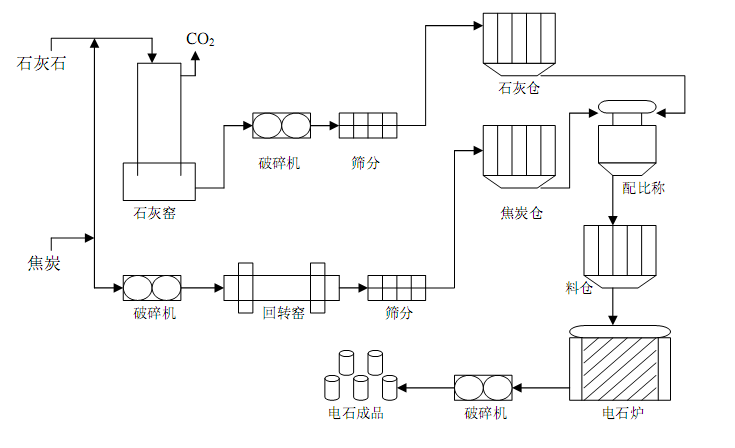 CO₂
石灰石
石灰仓
破碎机
筛分
配比称
石灰窑
焦炭仓
焦炭
料仓
破碎机
回转窑
筛分
电石成品
破碎机
电石炉